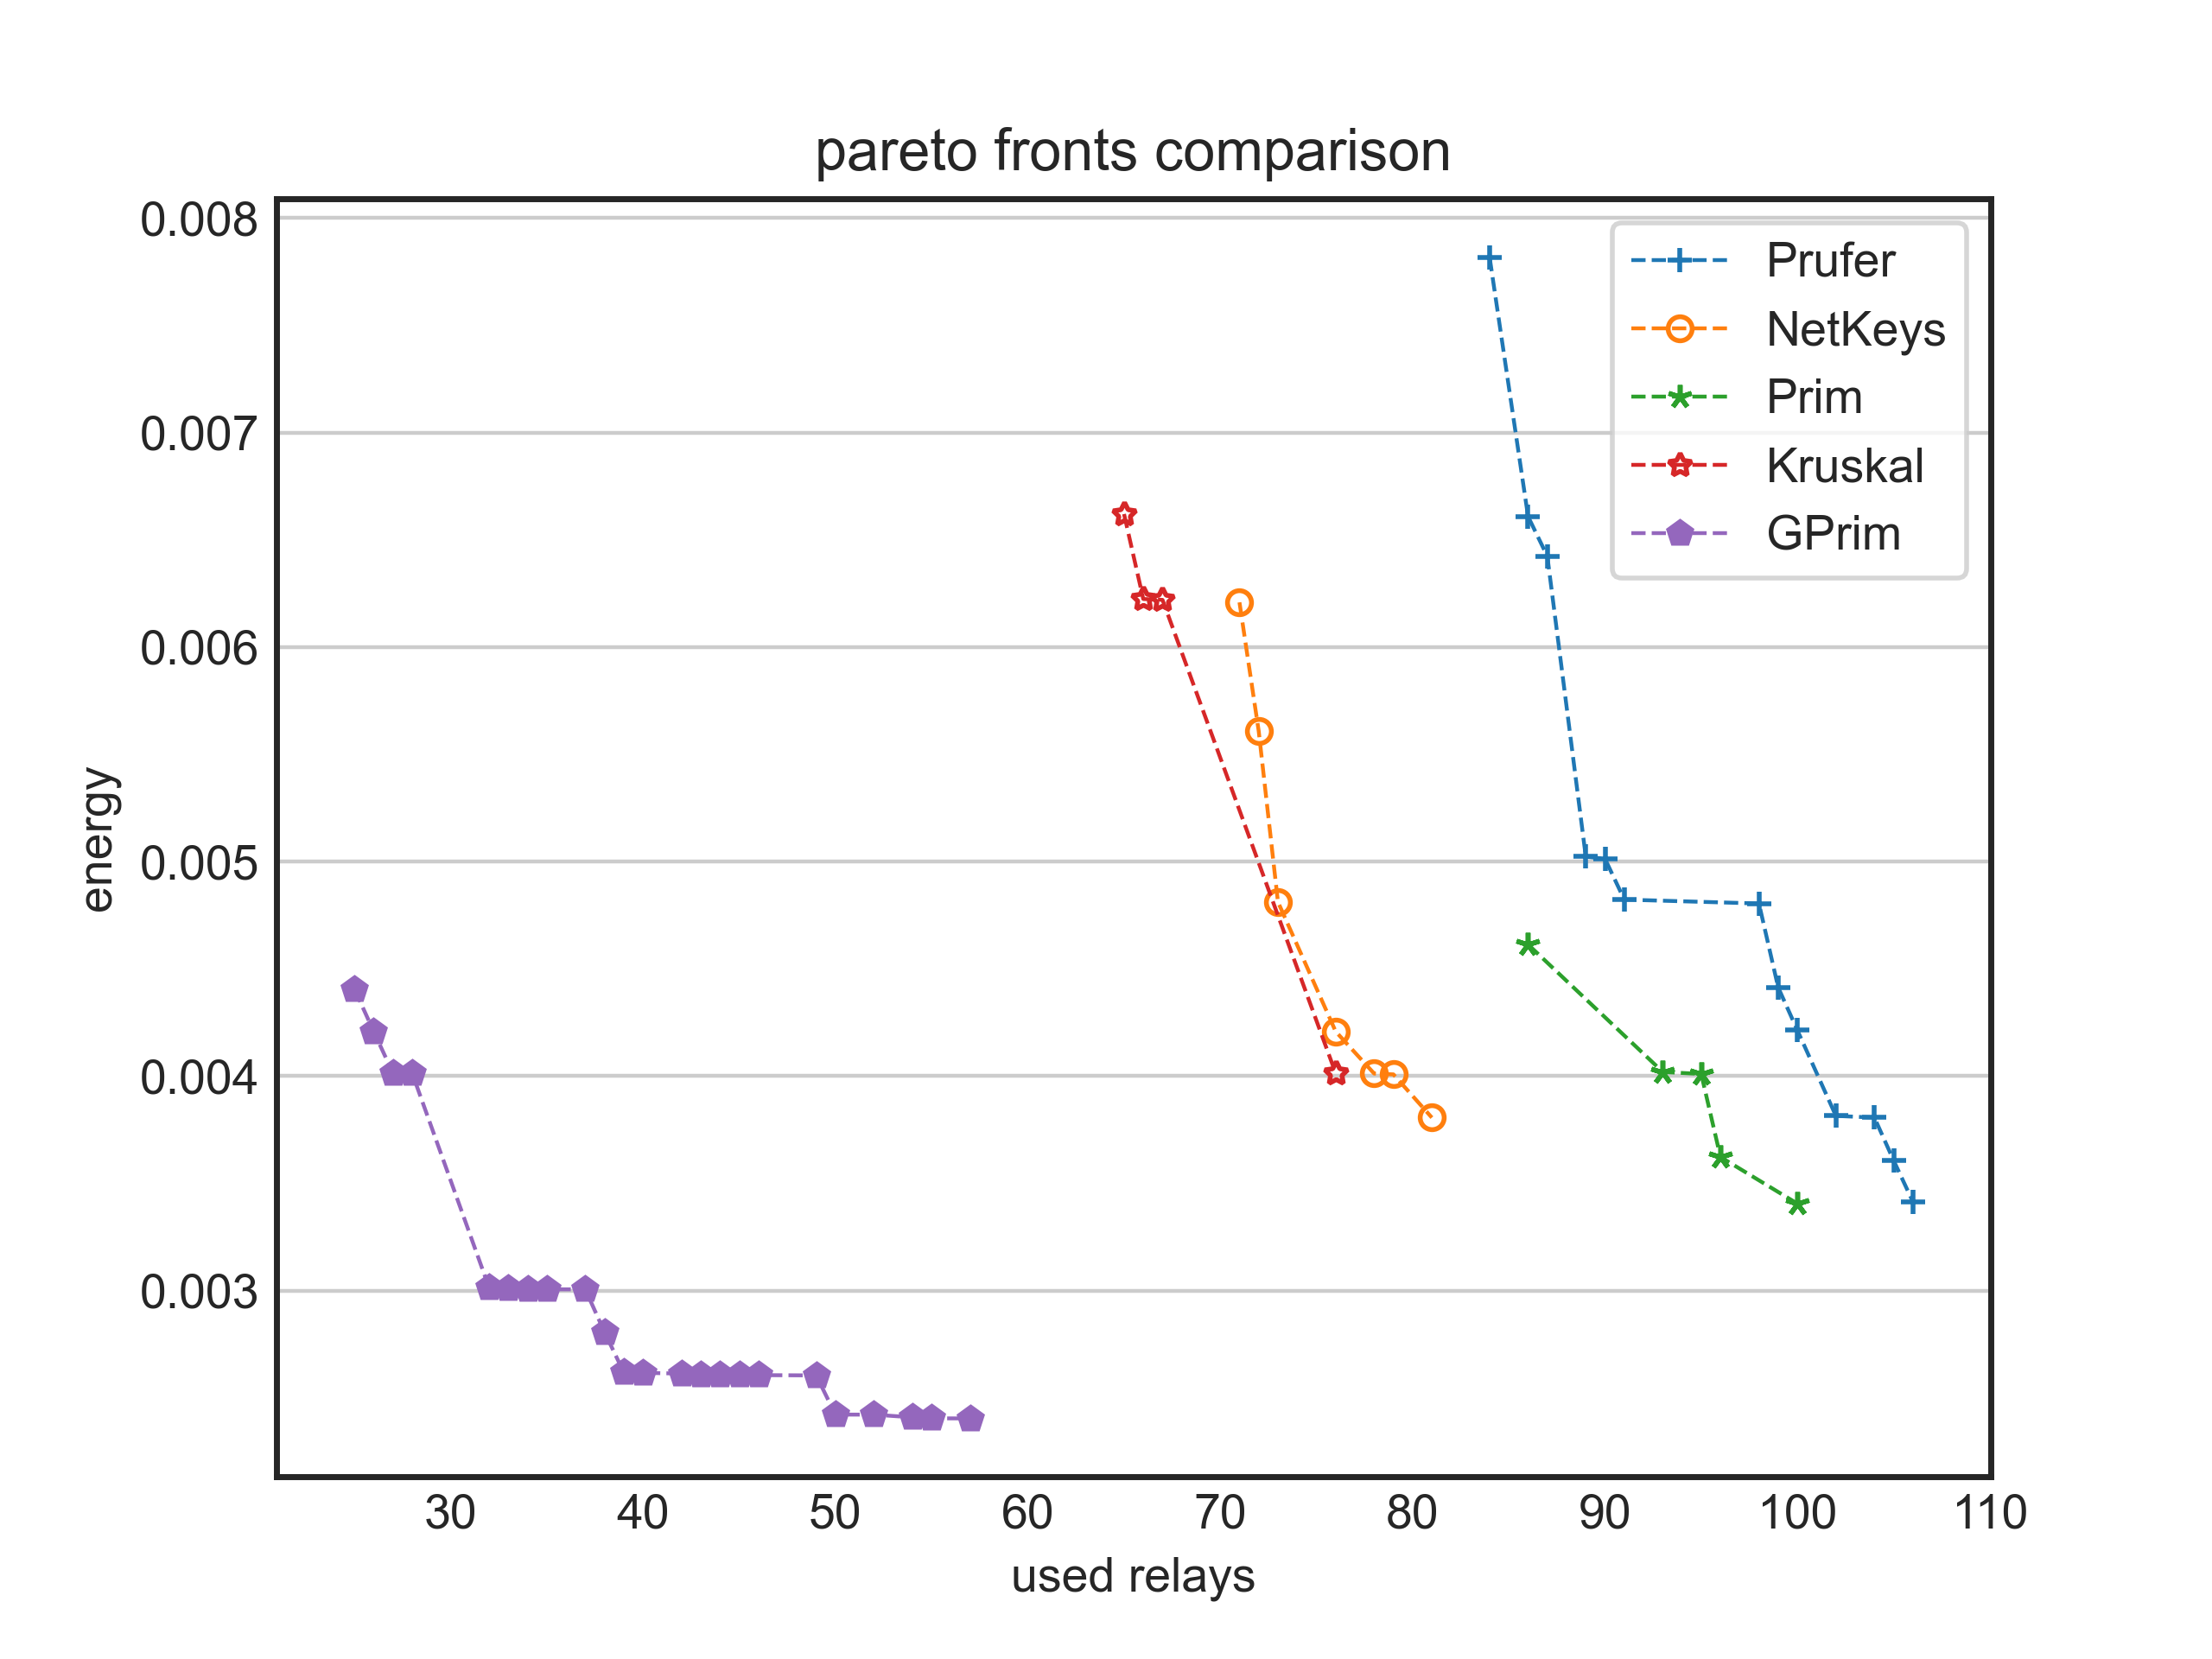 pareto fronts comparison
0.008
0.007
0.006
0.005
0.004
0.003
energy
Prufer
NetKeys
Prim
Kruskal
GPrim
30 40 50 60 70 80 90 100 110
used relays